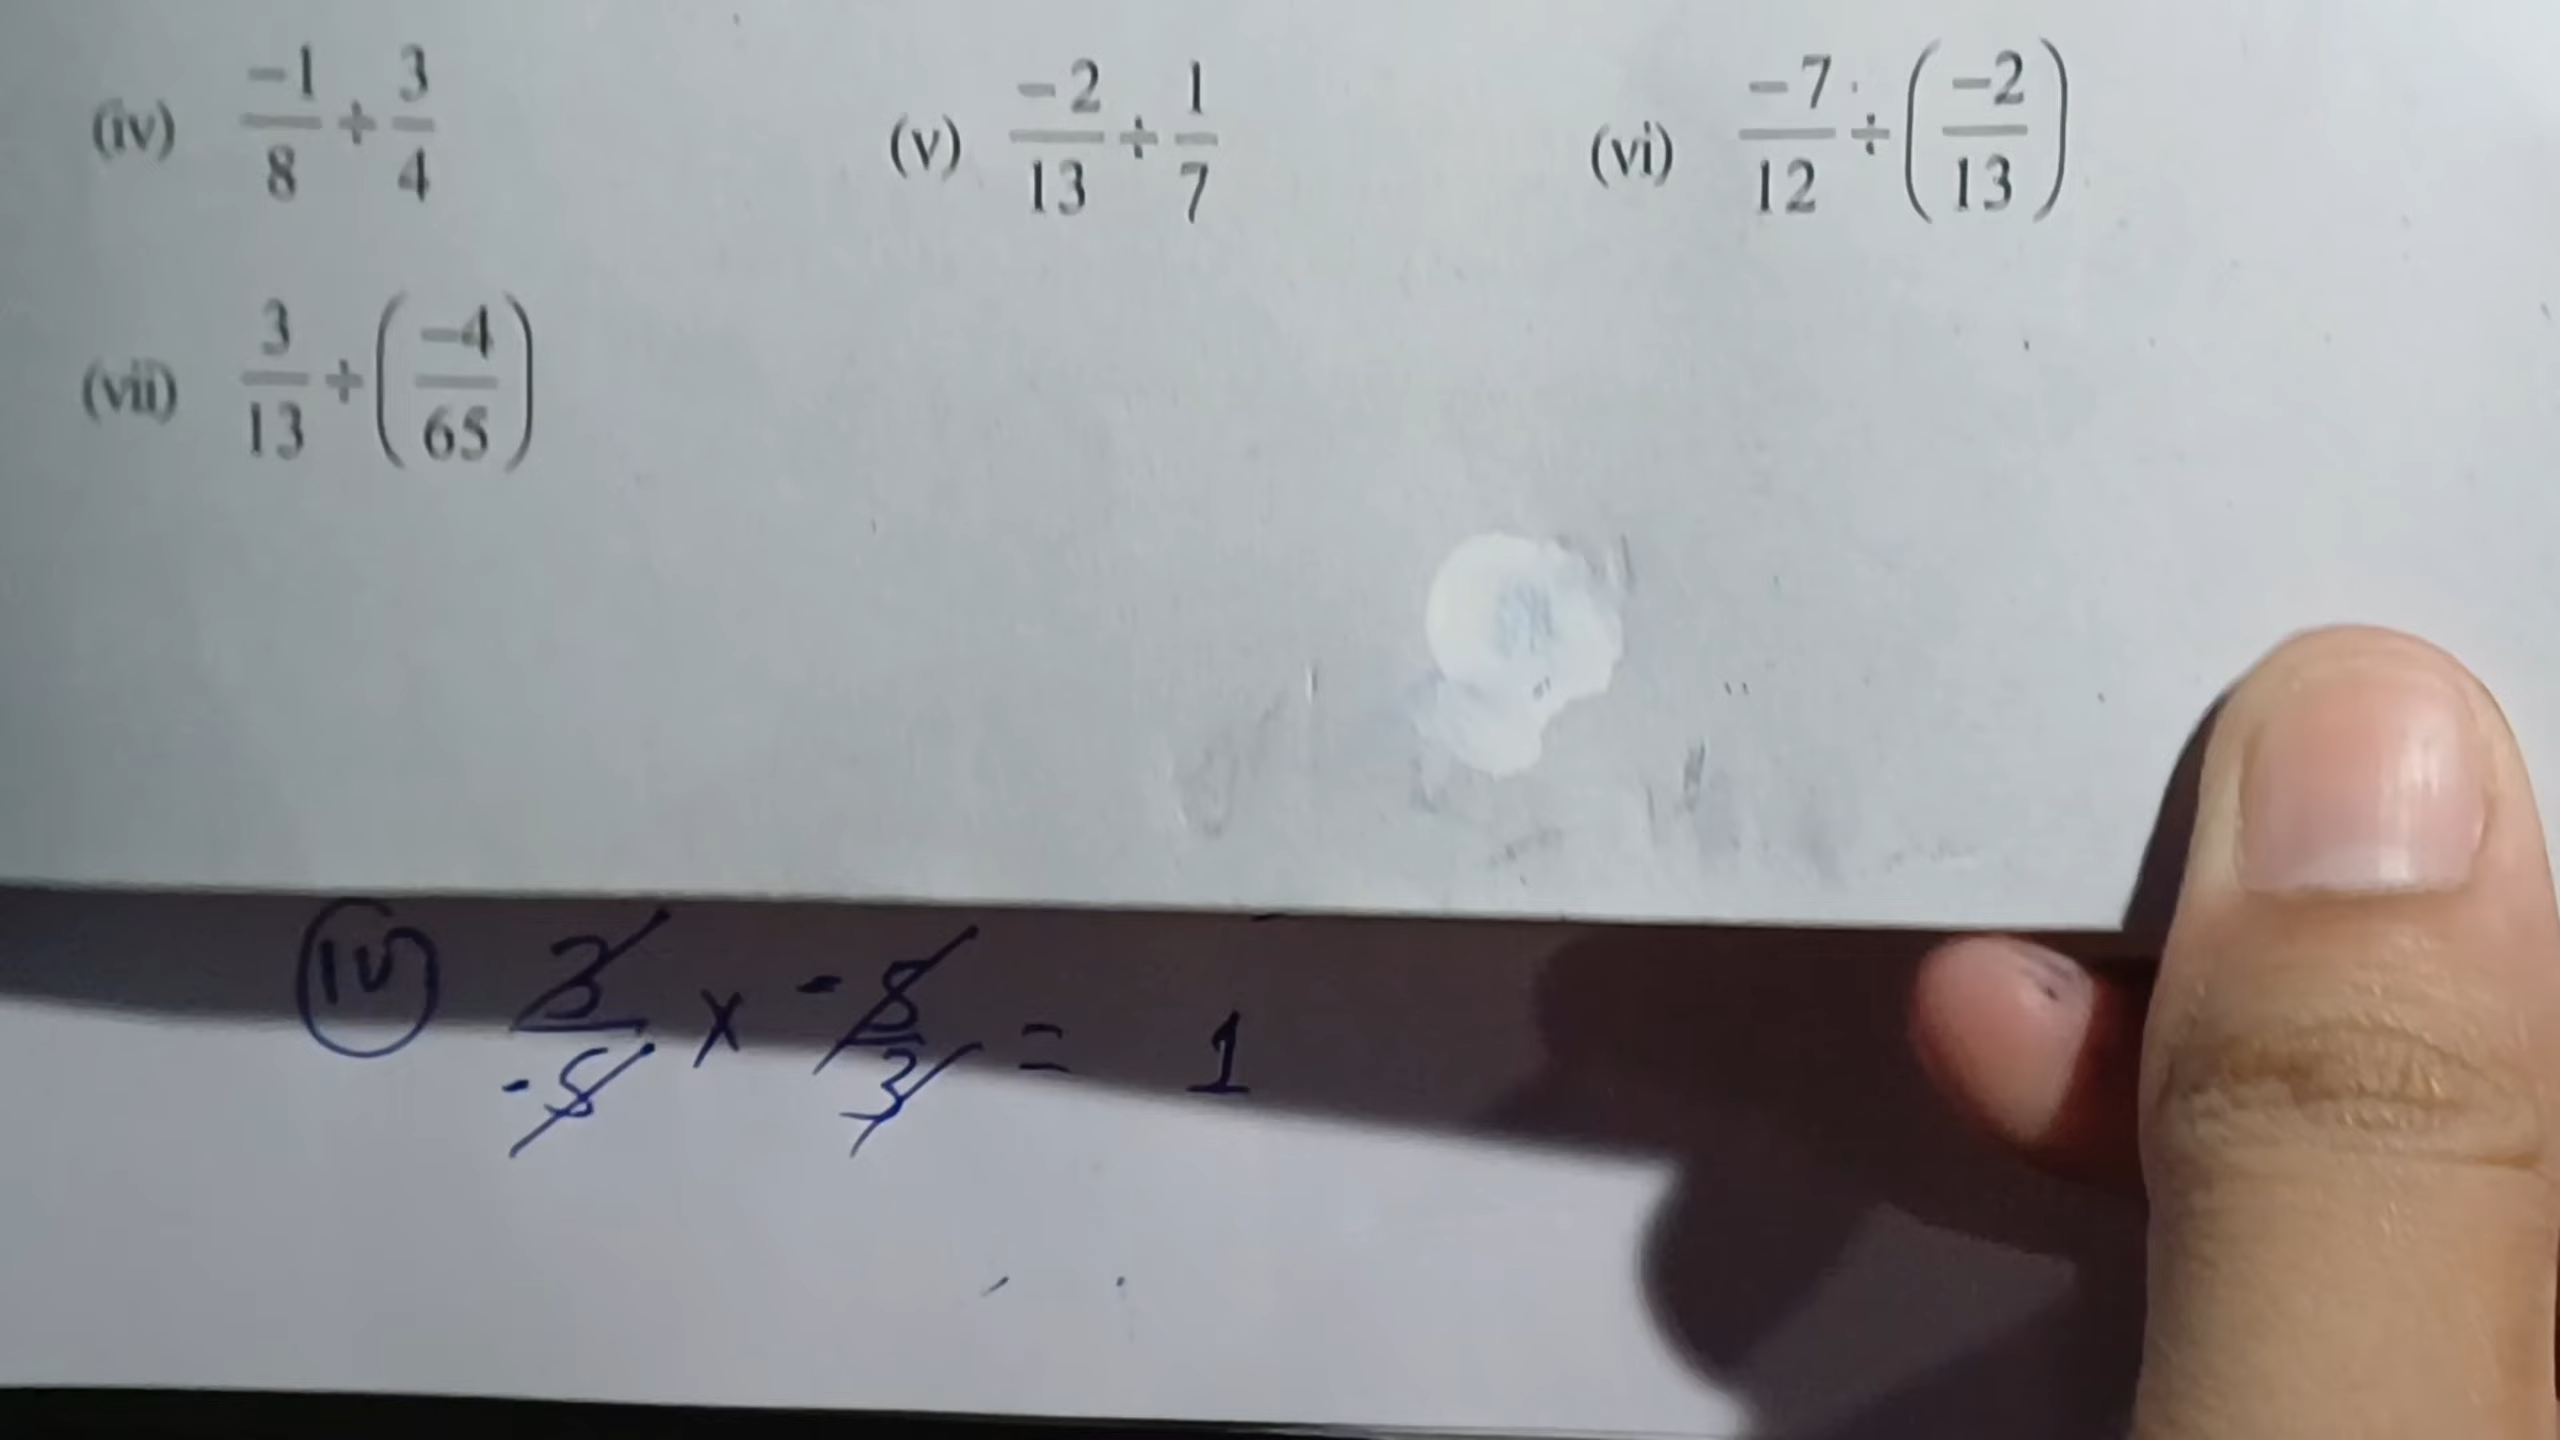 (iv) -1/8 ÷ 3/4 (v) -2/13 ÷ 1/7 (vi) -7/12 ÷ (-2/13)
(vii) 3/13 ÷ (-4/65)
(iv) 3/-5 × -5/3 = 1